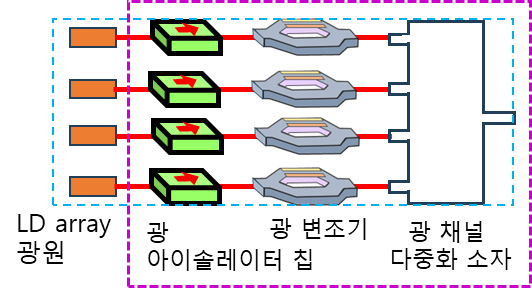 LD array
광원
광
아이솔레이터 칩
광 변조기
광 채널
다중화 소자